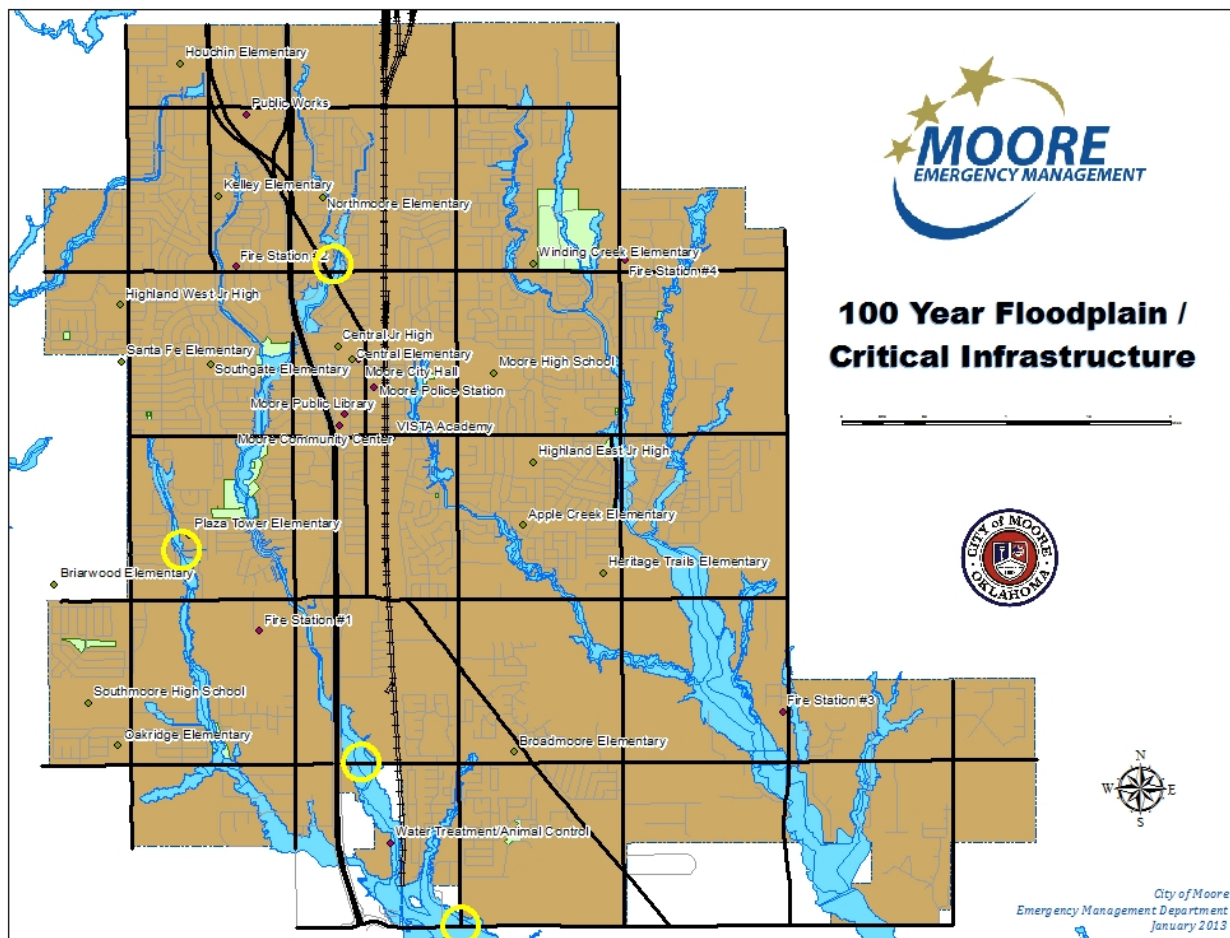 Houchin Elementary
Public Works
Kelley Elementary
Northmoore Elementary
Fire Station #2
Winding Creek Elementary
Fire Station #4
Highland West Jr High
Central Jr High
Santa Fe Elementary
Central Elementary
Southgate Elementary
Moore City Hall
Moore High School
Moore Police Station
Moore Public Library
VISTA Academy
Moore Community Center
Highland East Jr High
Plaza Tower Elementary
Apple Creek Elementary
Briarwood Elementary
Heritage Trails Elementary
Fire Station #1
Southmoore High School
Fire Station #3
Oakridge Elementary
Broadmoore Elementary
Water Treatment/Animal Control
MOORE
EMERGENCY MANAGEMENT
100 Year Floodplain /
Critical Infrastructure
CITY of MOORE
OKLAHOMA
N
W E
S
City of Moore
Emergency Management Department
January 2013